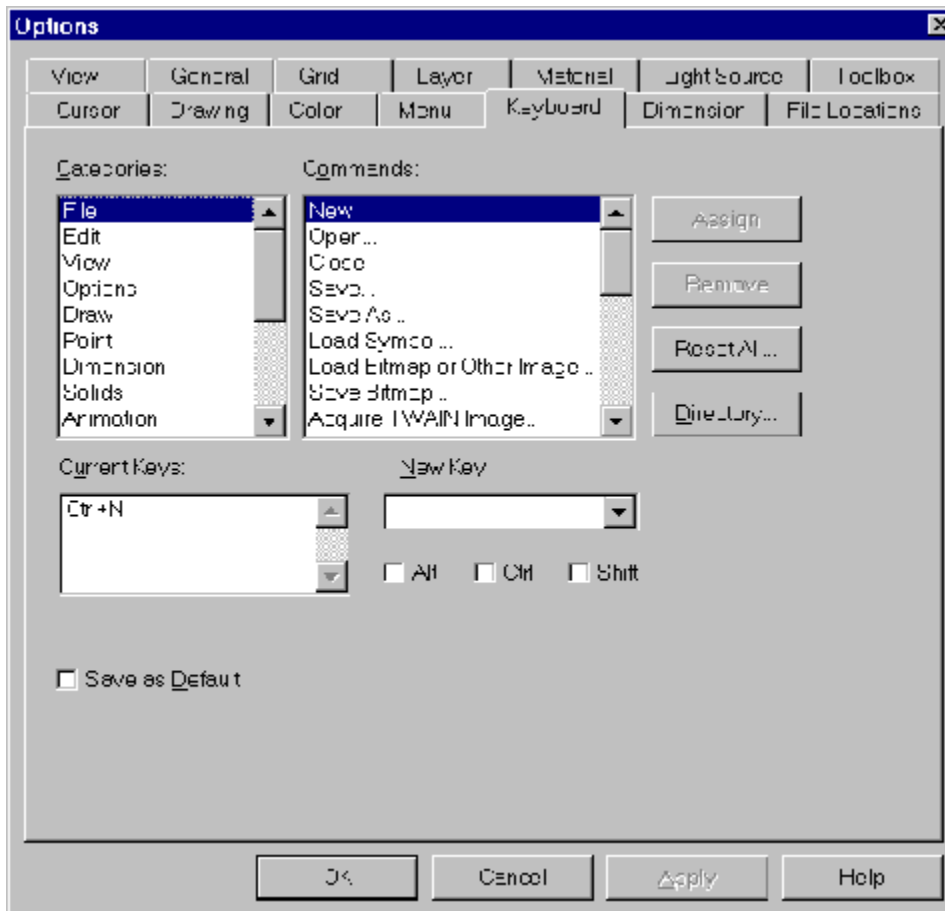 Options
View General Grid Layer Material Light Source Toolbox
Cursor Drawing Color Menu Keyboard Dimension File Locations
Categories: Commands:
File New
Edit Open...
View Close
Options Save...
Draw Save As...
Point Load Symbol...
Dimension Load Bitmap or Other Image...
Solids Save Bitmap...
Animation Acquire TWAIN Image...
Assign
Remove
Reset All...
Directory...
Current Keys: New Key
Ctrl+N
Alt Ctrl Shift
Save as Default
OK Cancel Apply Help